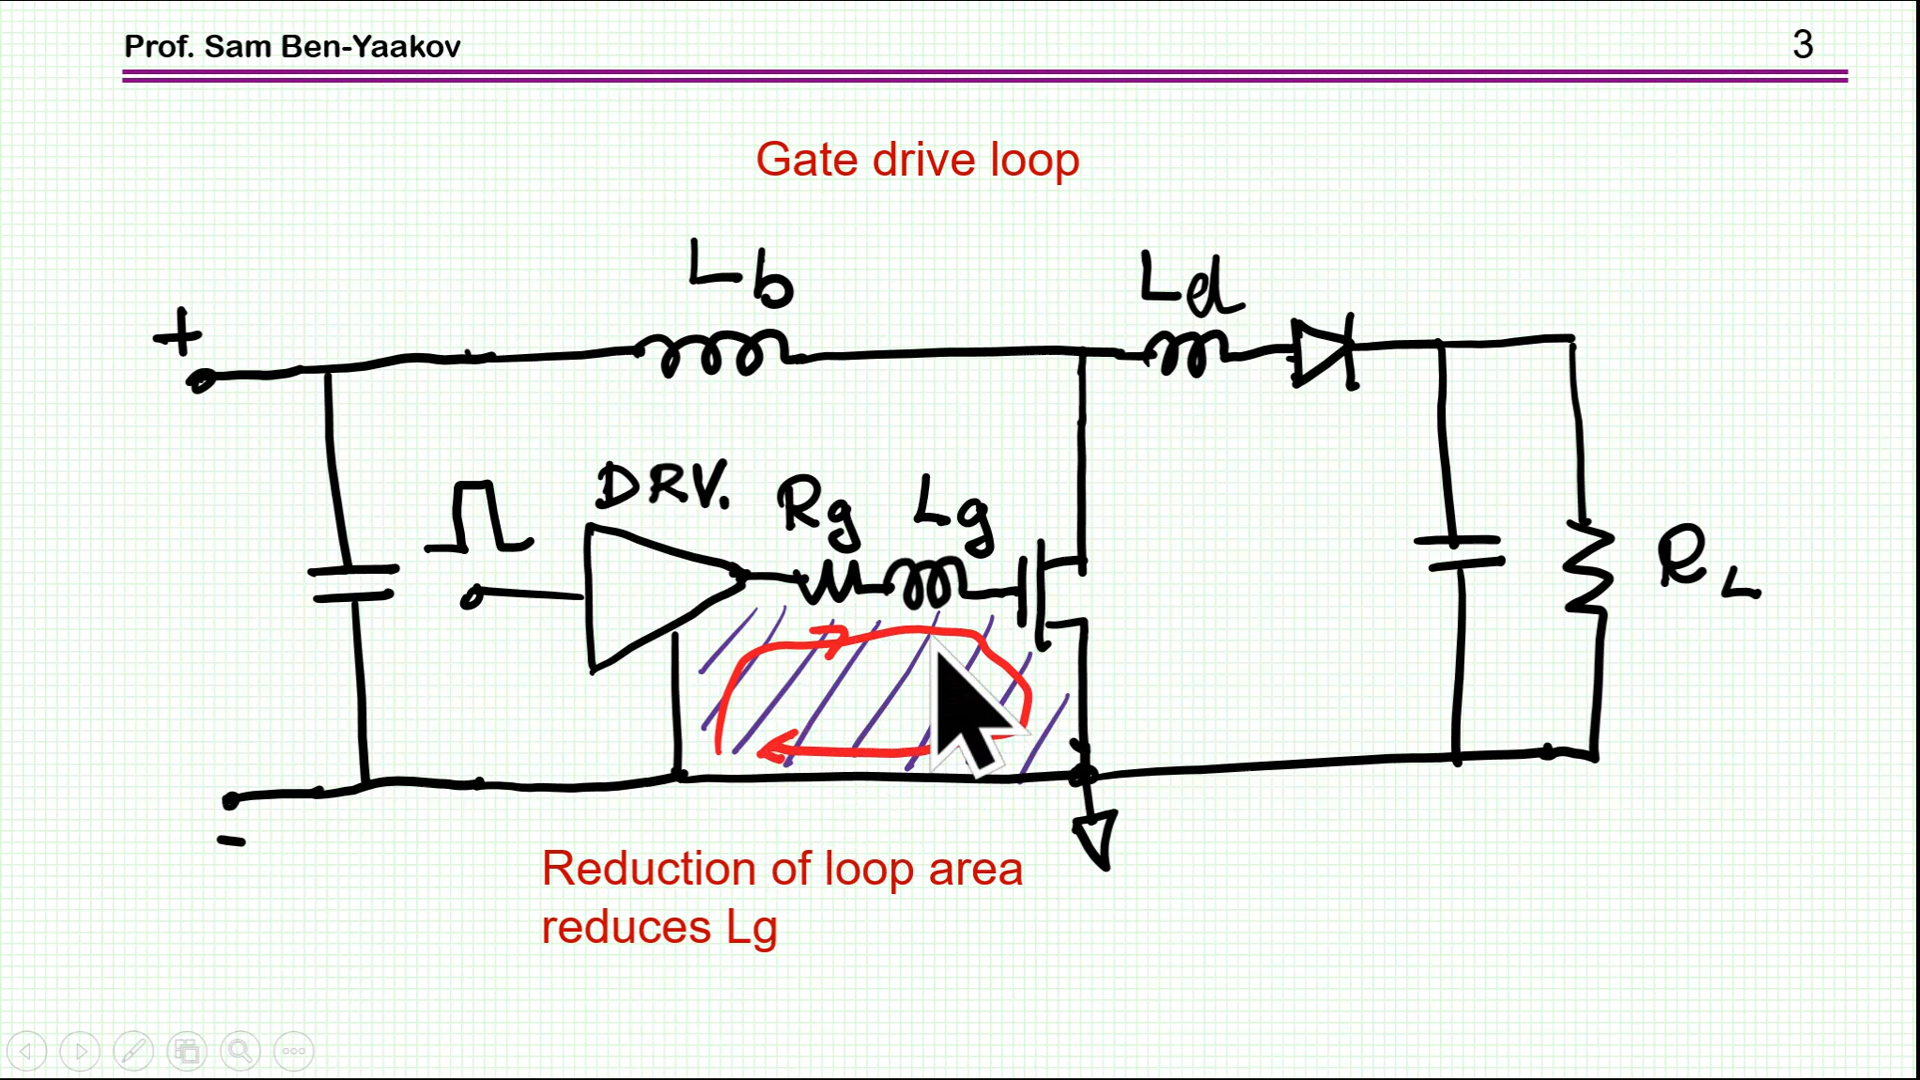 Prof. Sam Ben-Yaakov
3
Gate drive loop
Lb
Ld
+
DRV.
Rg
Lg
RL
-
Reduction of loop area
reduces Lg